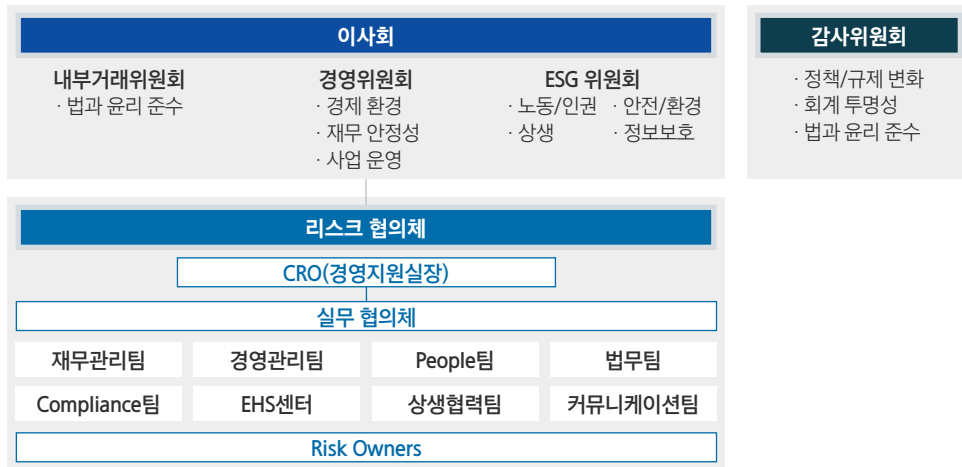 이사회
내부거래위원회
· 법과 윤리 준수
경영위원회
· 경제 환경
· 재무 안정성
· 사업 운영
ESG 위원회
· 노동/인권 · 안전/환경
· 상생 · 정보보호
감사위원회
· 정책/규제 변화
· 회계 투명성
· 법과 윤리 준수
리스크 협의체
CRO(경영지원실장)
실무 협의체
재무관리팀 경영관리팀 People팀 법무팀
Compliance팀 EHS센터 상생협력팀 커뮤니케이션팀
Risk Owners